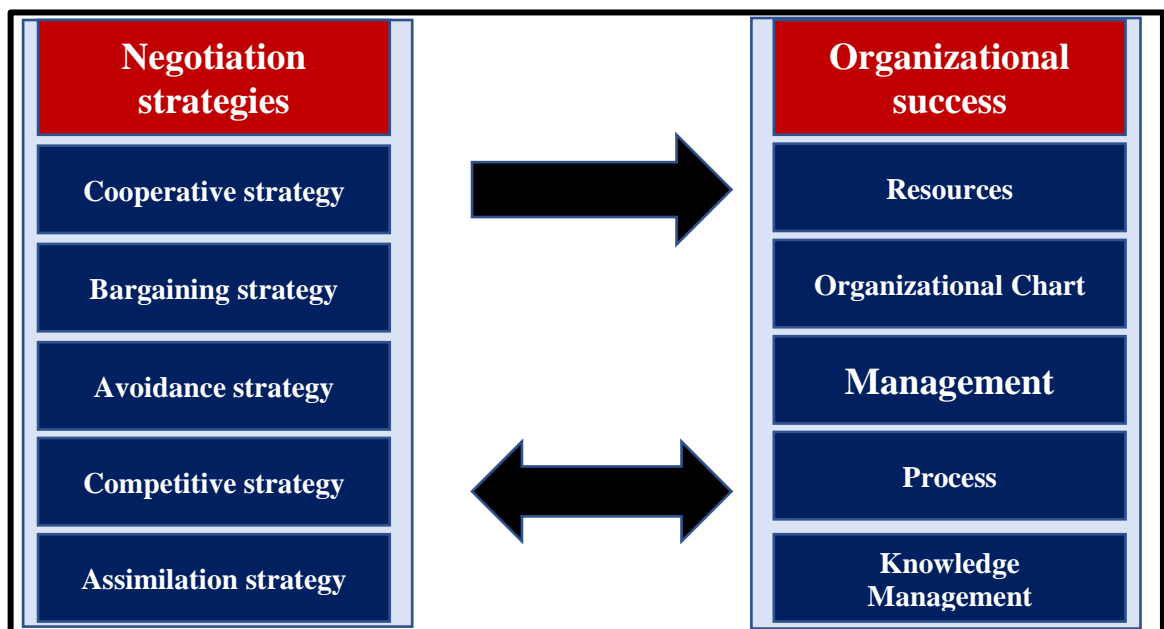 Negotiation
strategies
Cooperative strategy
Bargaining strategy
Avoidance strategy
Competitive strategy
Assimilation strategy
Organizational
success
Resources
Organizational Chart
Management
Process
Knowledge
Management